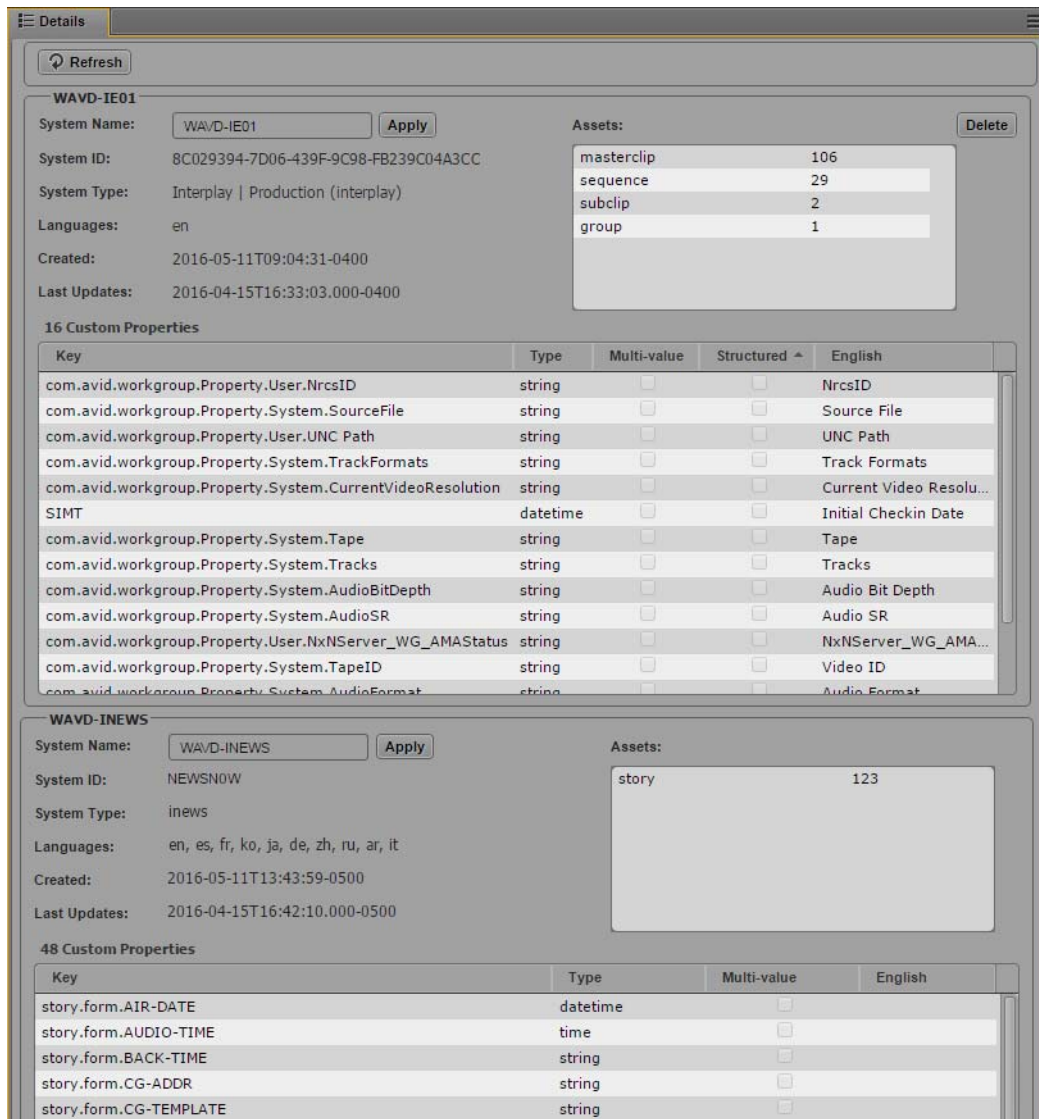 Details
Refresh
WAVD-IE01
System Name: WAVD-IE01 Apply Assets: Delete
System ID: 8C029394-7D06-439F-9C98-FB239C04A3CC masterclip 106
sequence 29
System Type: Interplay | Production (interplay) subclip 2
Languages: en group 1
Created: 2016-05-11T09:04:31-0400
Last Updates: 2016-04-15T16:33:03.000-0400
16 Custom Properties
Key Type Multi-value Structured English
com.avid.workgroup.Property.User.NrcsID string NrcsID
com.avid.workgroup.Property.System.SourceFile string Source File
com.avid.workgroup.Property.User.UNC Path string UNC Path
com.avid.workgroup.Property.System.TrackFormats string Track Formats
com.avid.workgroup.Property.System.CurrentVideoResolution string Current Video Resolu...
SIMT datetime Initial Checkin Date
com.avid.workgroup.Property.System.Tape string Tape
com.avid.workgroup.Property.System.Tracks string Tracks
com.avid.workgroup.Property.System.AudioBitDepth string Audio Bit Depth
com.avid.workgroup.Property.System.AudioSR string Audio SR
com.avid.workgroup.Property.User.NxNServer_WG_AMAStatus string NxNServer_WG_AMA...
com.avid.workgroup.Property.System.TapeID string Video ID
com.avid.workgroup.Property.System.AudioFormat string Audio Format
WAVD-INEWS
System Name: WAVD-INEWS Apply Assets:
System ID: NEWSN0W story 123
System Type: inews
Languages: en, es, fr, ko, ja, de, zh, ru, ar, it
Created: 2016-05-11T13:43:59-0500
Last Updates: 2016-04-15T16:42:10.000-0500
48 Custom Properties
Key Type Multi-value English
story.form.AIR-DATE datetime
story.form.AUDIO-TIME time
story.form.BACK-TIME string
story.form.CG-ADDR string
story.form.CG-TEMPLATE string